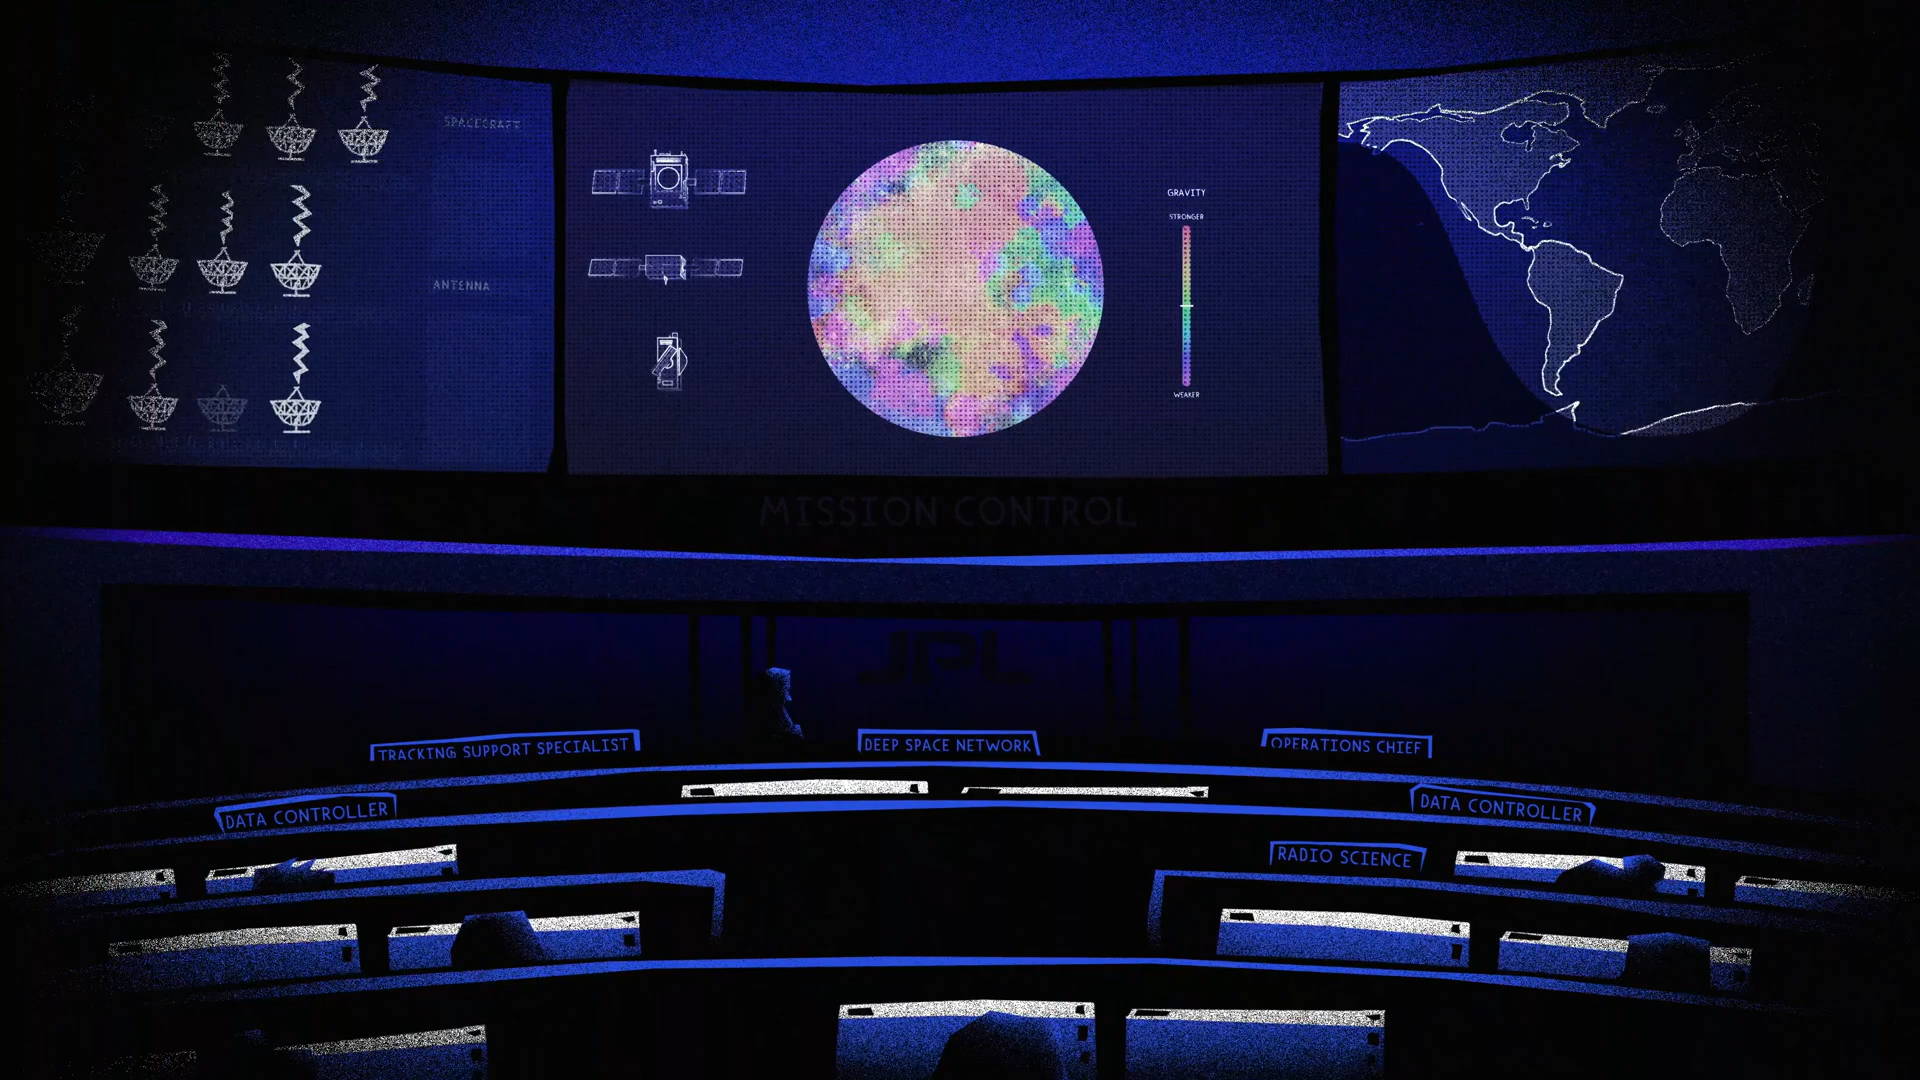 SPACECRAFT
ANTENNA
GRAVITY
STRONGER
WEAKER
MISSION CONTROL
JPL
TRACKING SUPPORT SPECIALIST
DEEP SPACE NETWORK
OPERATIONS CHIEF
DATA CONTROLLER
DATA CONTROLLER
RADIO SCIENCE